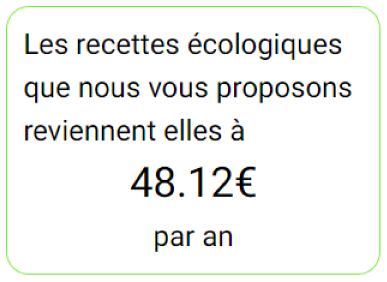 Les recettes écologiques
que nous vous proposons
reviennent elles à
48.12€
par an